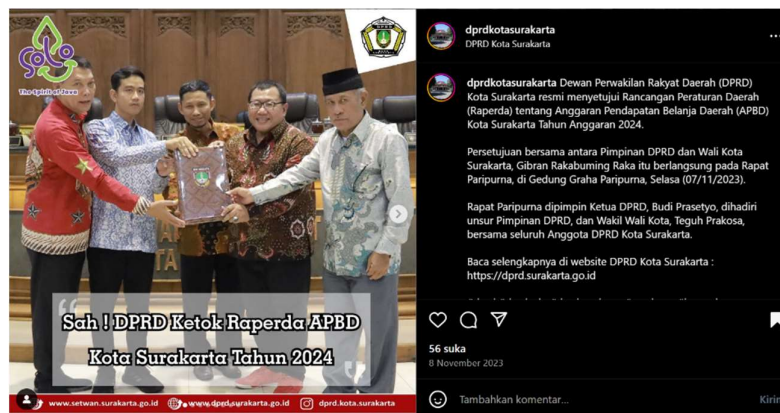 SOLO
The Spirit of Java
DPRD
Sah ! DPRD Ketok Raperda APBD
Kota Surakarta Tahun 2024
www.setwan.surakarta.go.id
dprd.kota.surakarta
dprdkotasurakarta
DPRD Kota Surakarta
dprdkotasurakarta Dewan Perwakilan Rakyat Daerah (DPRD)
Kota Surakarta resmi menyetujui Rancangan Peraturan Daerah
(Raperda) tentang Anggaran Pendapatan Belanja Daerah (APBD)
Kota Surakarta Tahun Anggaran 2024.
Persetujuan bersama antara Pimpinan DPRD dan Wali Kota
Surakarta, Gibran Rakabuming Raka itu berlangsung pada Rapat
Paripurna, di Gedung Graha Paripurna, Selasa (07/11/2023).
Rapat Paripurna dipimpin Ketua DPRD, Budi Prasetyo, dihadiri
unsur Pimpinan DPRD, dan Wakil Wali Kota, Teguh Prakosa,
bersama seluruh Anggota DPRD Kota Surakarta.
Baca selengkapnya di website DPRD Kota Surakarta :
https://dprd.surakarta.go.id
56 suka
8 November 2023
Tambahkan komentar...
Kirim